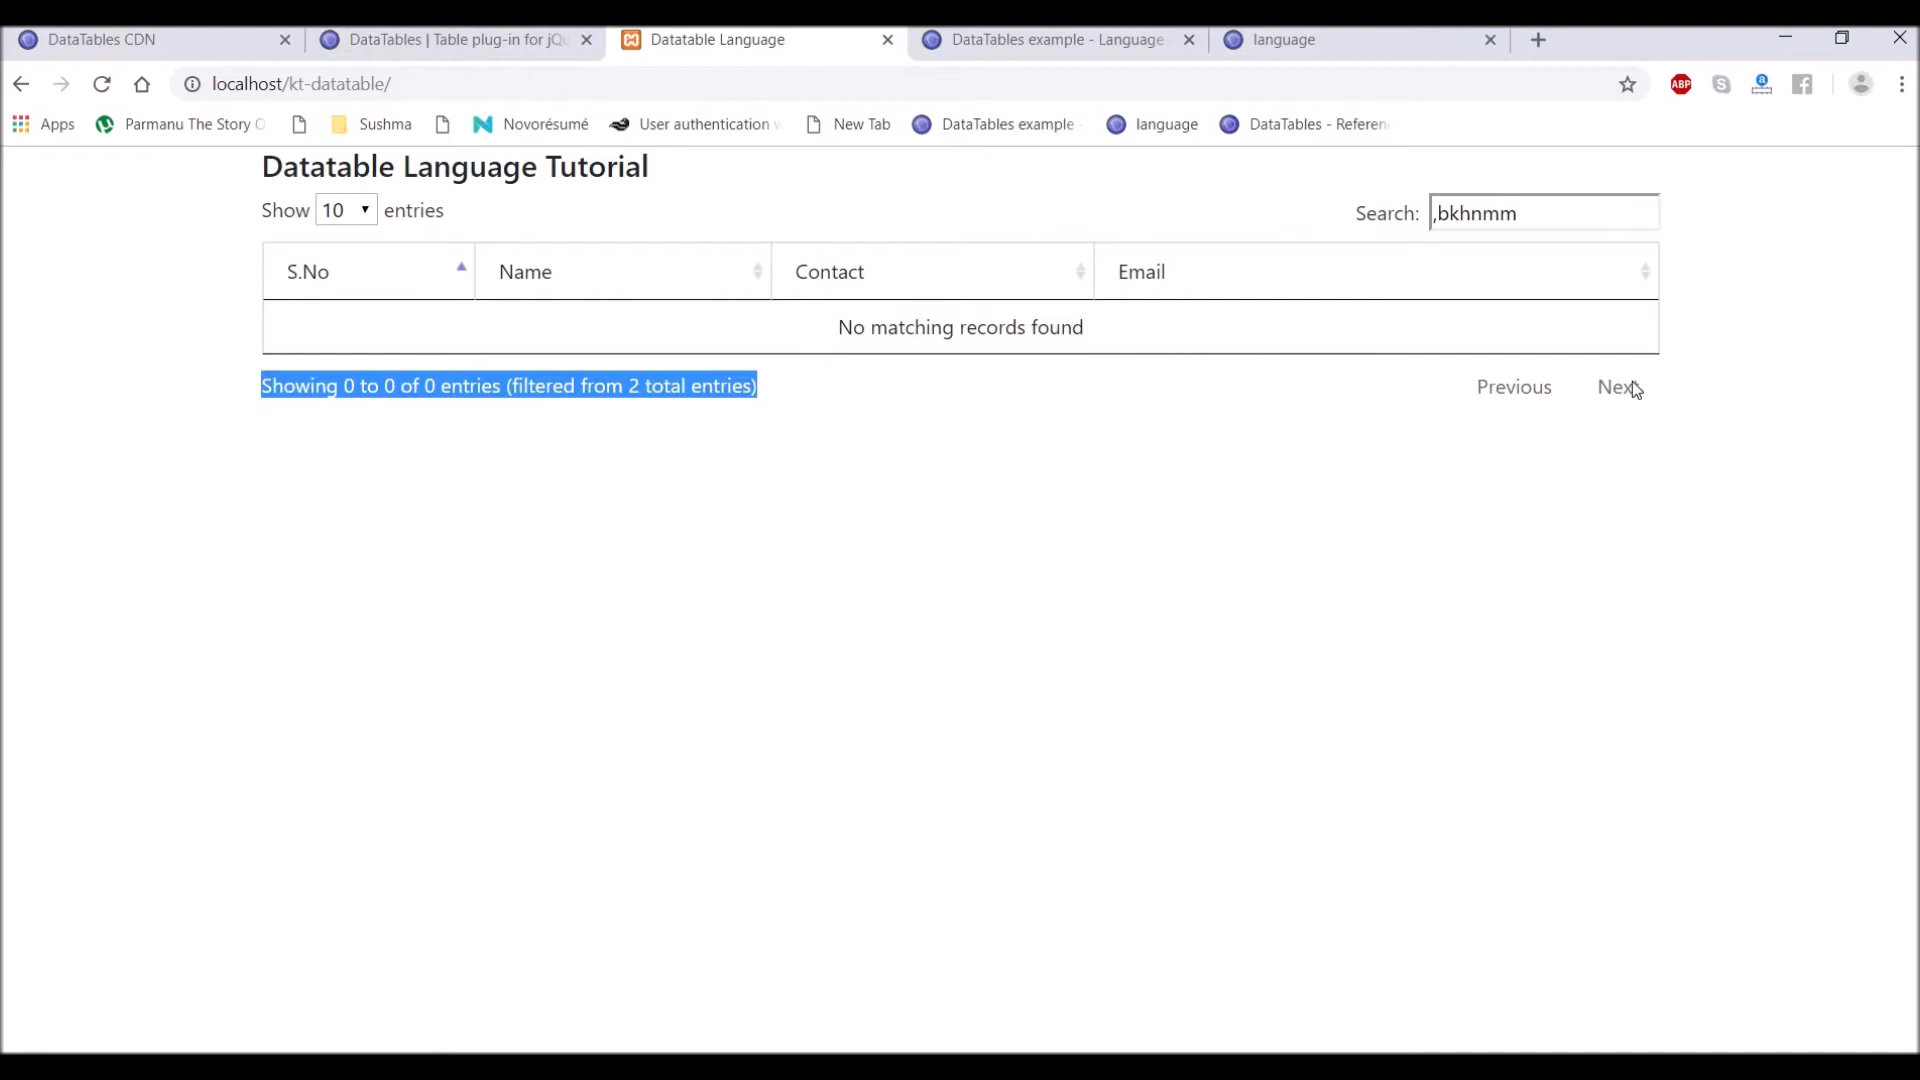 DataTables CDN
DataTables | Table plug-in for jQu
Datatable Language
DataTables example - Language
language
localhost/kt-datatable/
ABP
Apps
Parmanu The Story O
Sushma
Novorésumé
User authentication w
New Tab
DataTables example -
language
DataTables - Referenc
Datatable Language Tutorial
Show 10 entries
Search: ,bkhnmm
S.No Name Contact Email
No matching records found
Showing 0 to 0 of 0 entries (filtered from 2 total entries)
Previous Next